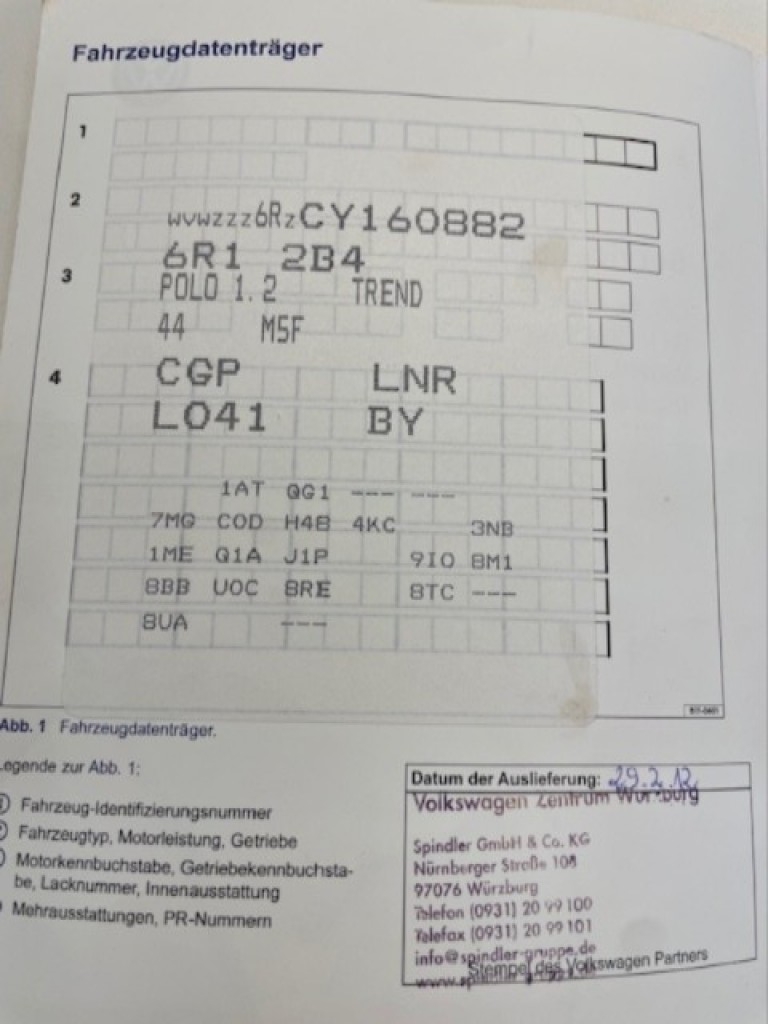 Fahrzeugdatenträger
1
2
WVWZZZ6RZCY160882
6R1 2B4
3
POLO 1.2 TREND
44 M5F
4
CGP LNR
L041 BY
1AT QG1 --- ---
7MG C0D H4B 4KC 3NB
1ME Q1A J1P 9I0 8M1
8BB U0C 8RE 8TC ---
8UA ---
Abb. 1 Fahrzeugdatenträger.
Legende zur Abb. 1:
Fahrzeug-Identifizierungsnummer
Fahrzeugtyp, Motorleistung, Getriebe
Motorkennbuchstabe, Getriebekennbuchsta-
be, Lacknummer, Innenausstattung
Mehrausstattungen, PR-Nummern
Datum der Auslieferung: 29.2.12
Volkswagen Zentrum Würzburg
Spindler GmbH & Co. KG
Nürnberger Straße 108
97076 Würzburg
Telefon (0931) 20 99 100
Telefax (0931) 20 99 101
info@spindler-gruppe.de
Stempel des Volkswagen Partners